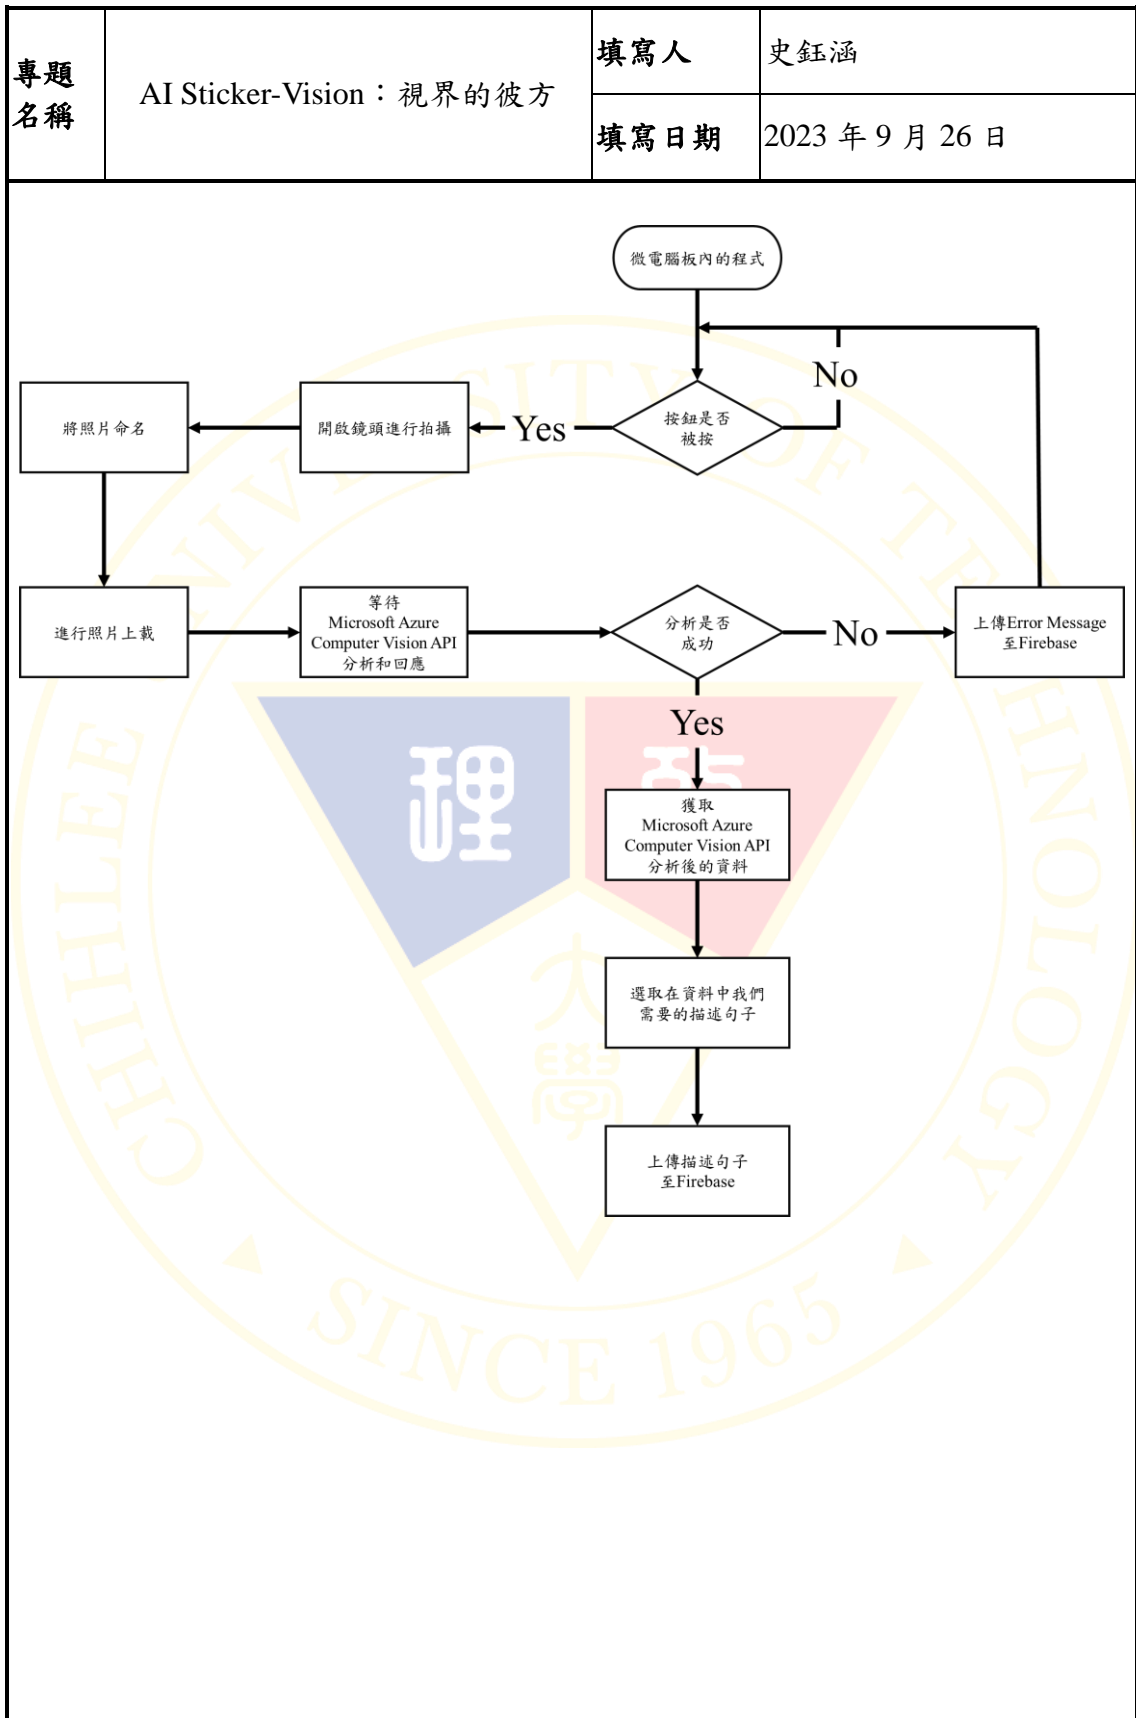 專題
名稱
AI Sticker-Vision：視界的彼方
填寫人
史鈺涵
填寫日期
2023 年 9 月 26 日
微電腦板內的程式
按鈕是否
被按
No
Yes
開啟鏡頭進行拍攝
將照片命名
進行照片上載
等待
Microsoft Azure
Computer Vision API
分析和回應
分析是否
成功
No
上傳Error Message
至Firebase
Yes
獲取
Microsoft Azure
Computer Vision API
分析後的資料
選取在資料中我們
需要的描述句子
上傳描述句子
至Firebase
CHIHLEE UNIVERSITY OF TECHNOLOGY
理
致
大
學
SINCE 1965